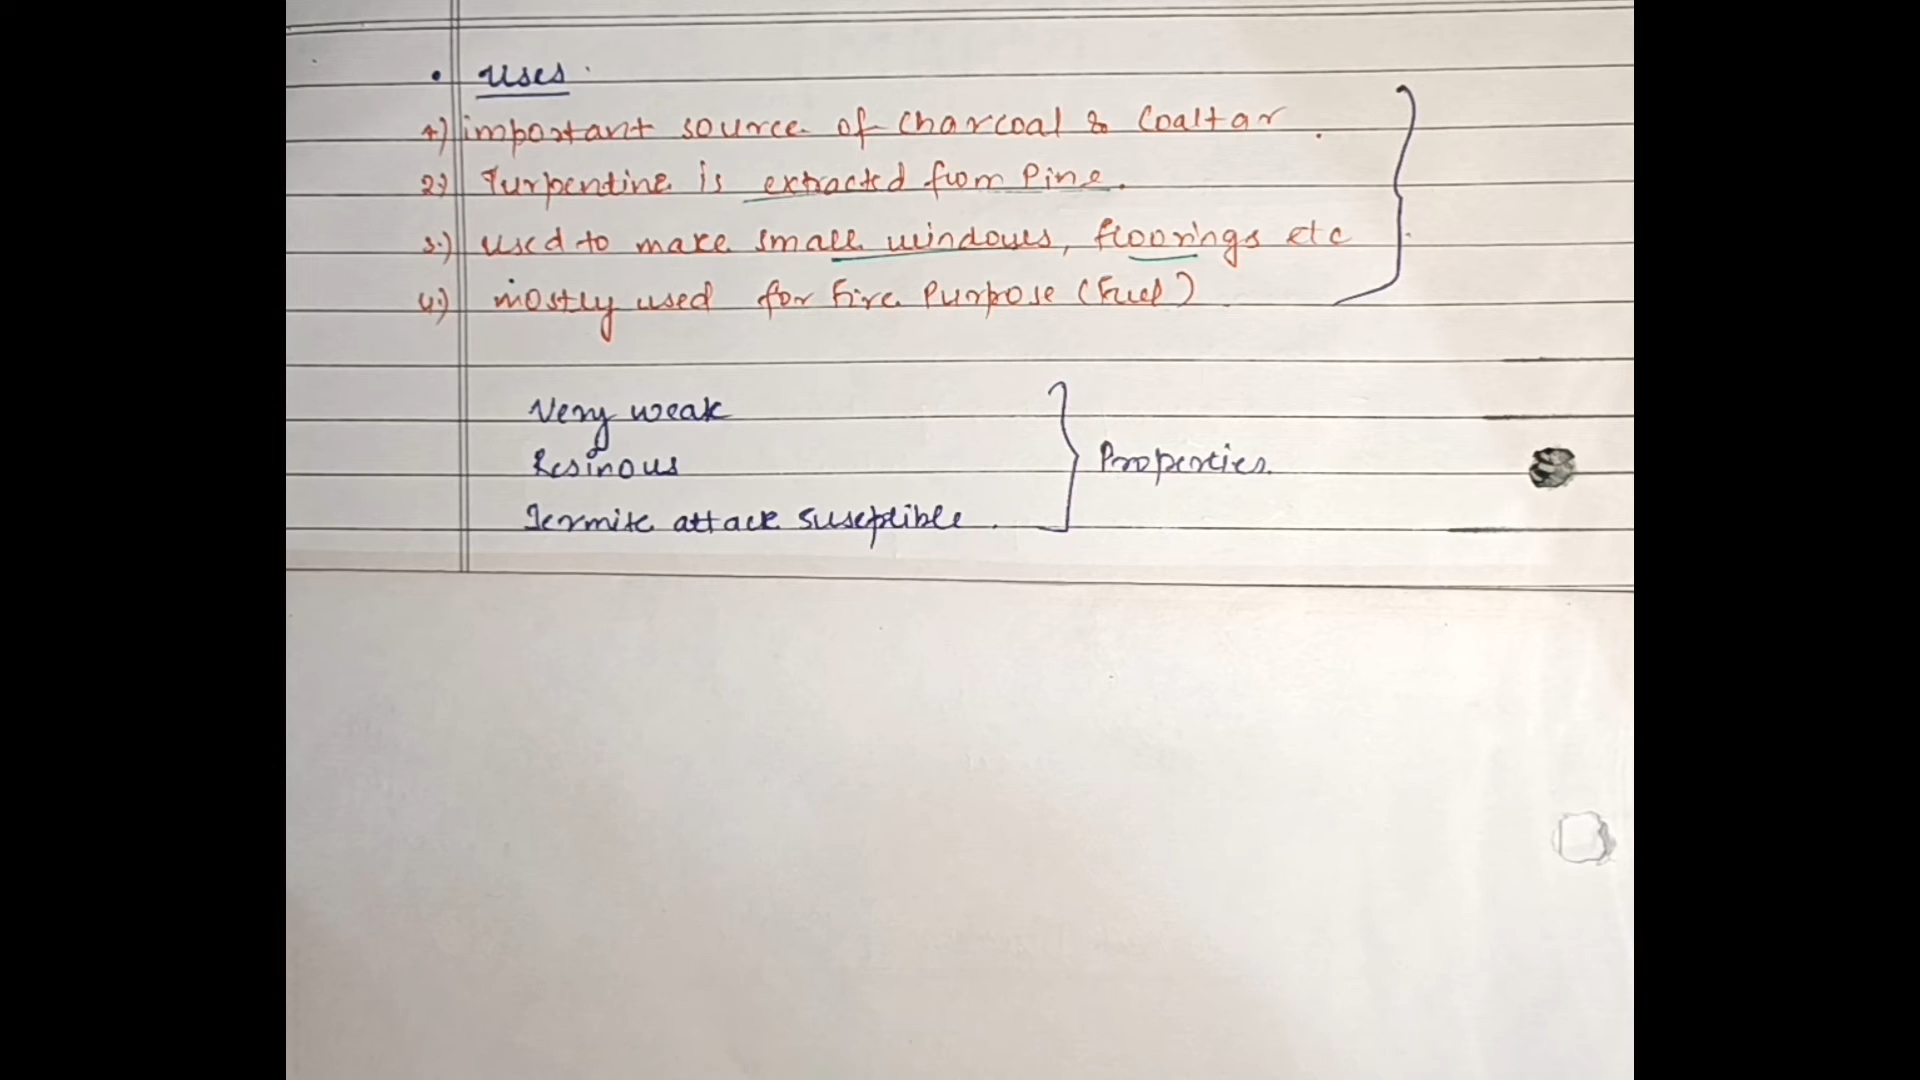 • uses.
1) important source of charcoal & Coaltar.
2) Turpentine is extracted from Pine.
3.) used to make small windows, floorings etc
4.) mostly used for fire Purpose (Fuel)
Very weak
Resinous
Properties.
Termite attack suseptible.